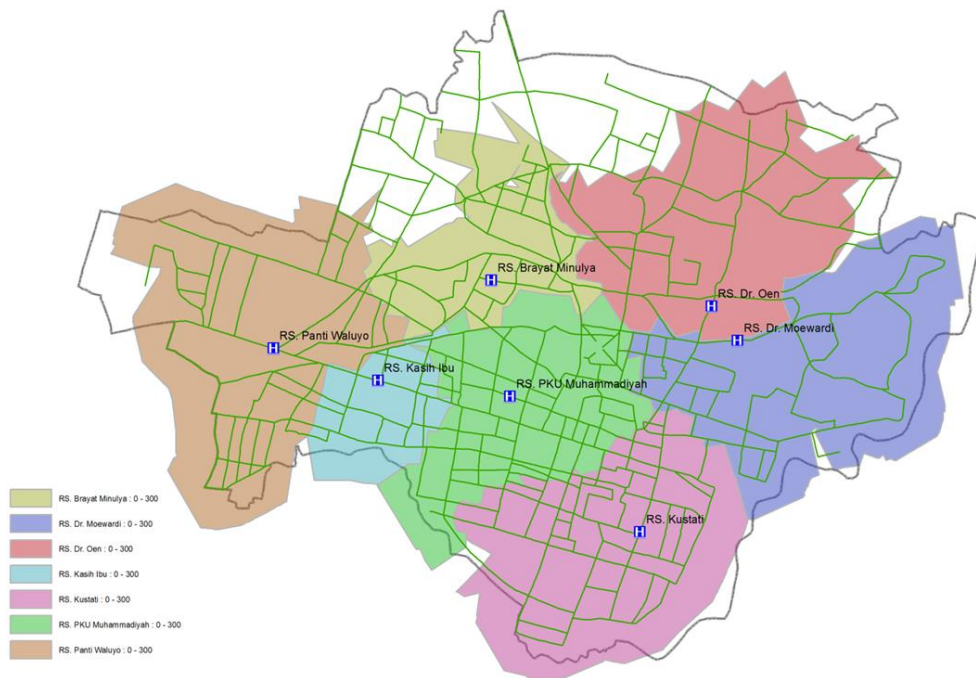 RS. Brayat Minulya
RS. Dr. Oen
RS. Dr. Moewardi
RS. Panti Waluyo
RS. Kasih Ibu
RS. PKU Muhammadiyah
RS. Kustati
H
H
H
H
H
H
H
RS. Brayat Minulya : 0 - 300
RS. Dr. Moewardi : 0 - 300
RS. Dr. Oen : 0 - 300
RS. Kasih Ibu : 0 - 300
RS. Kustati : 0 - 300
RS. PKU Muhammadiyah : 0 - 300
RS. Panti Waluyo : 0 - 300